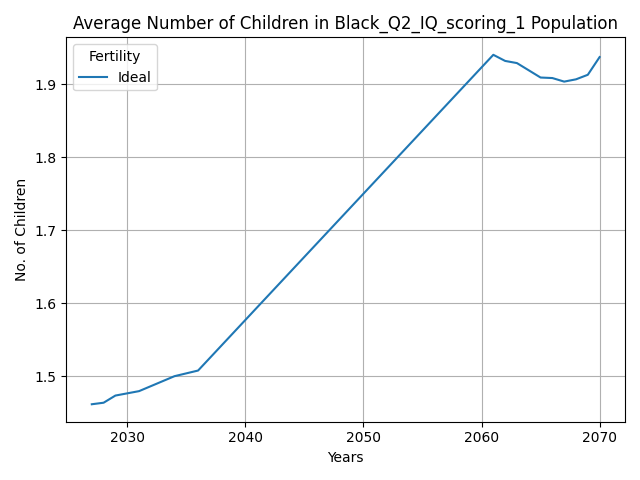 Average Number of Children in Black_Q2_IQ_scoring_1 Population
Fertility
Ideal
No. of Children
1.9
1.8
1.7
1.6
1.5
2030 2040 2050 2060 2070
Years